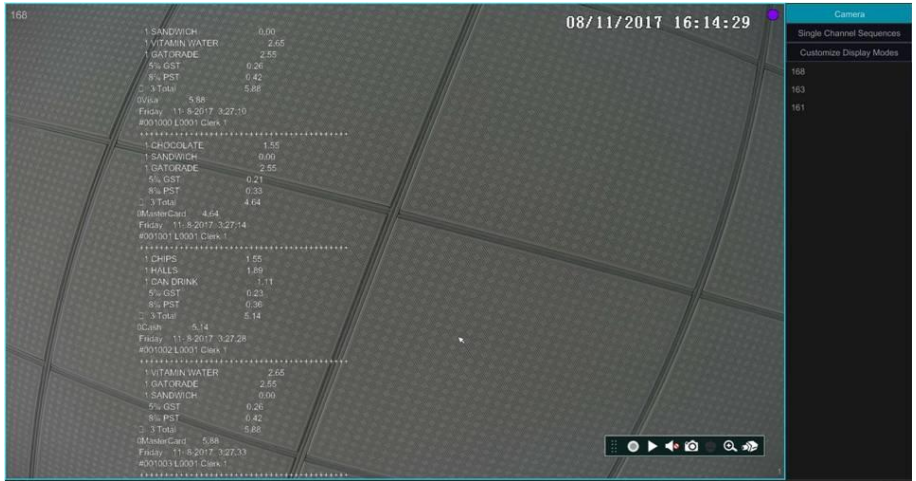 168
08/11/2017 16:14:29
1 SANDWICH 0.00
1 VITAMIN WATER 2.65
1 GATORADE 2.55
5% GST 0.26
8% PST 0.42
3 Total 5.88
0Visa 5.88
Friday 11- 8-2017 3:27:10
#001000 L0001 Clerk 1
++++++++++++++++++++++++++++++++++++++
1 CHOCOLATE 1.55
1 SANDWICH 0.00
1 GATORADE 2.55
5% GST 0.21
8% PST 0.33
3 Total 4.64
0MasterCard 4.64
Friday 11- 8-2017 3:27:14
#001001 L0001 Clerk 1
++++++++++++++++++++++++++++++++++++++
1 CHIPS 1.55
1 HALLS 1.89
1 CAN DRINK 1.11
5% GST 0.23
8% PST 0.36
3 Total 5.14
0Cash 5.14
Friday 11- 8-2017 3:27:28
#001002 L0001 Clerk 1
++++++++++++++++++++++++++++++++++++++
1 VITAMIN WATER 2.65
1 GATORADE 2.55
1 SANDWICH 0.00
5% GST 0.26
8% PST 0.42
3 Total 5.88
0MasterCard 5.88
Friday 11- 8-2017 3:27:33
#001003 L0001 Clerk 1
++++++++++++++++++++++++++++++++++++++
1
Camera
Single Channel Sequences
Customize Display Modes
168
163
161